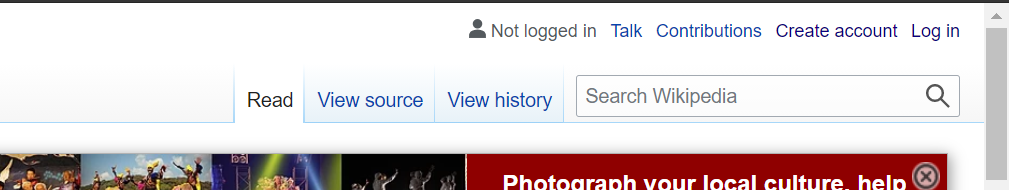 Not logged in Talk Contributions Create account Log in
Read View source View history Search Wikipedia
Photograph your local culture, help